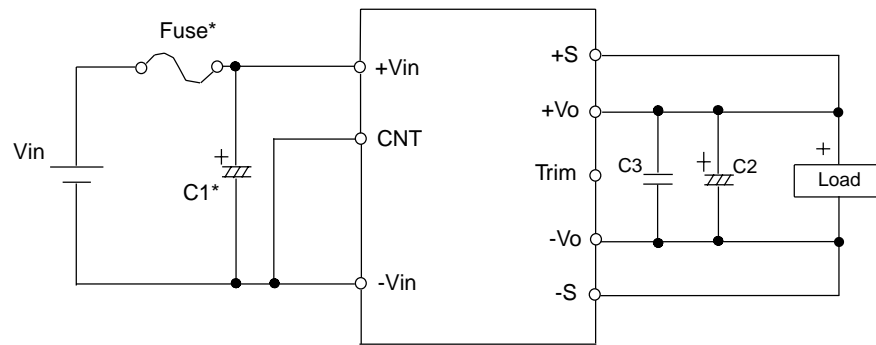 Fuse*
+Vin
CNT
Vin
+
C1*
-Vin
+S
+Vo
Trim
-Vo
-S
C3
+
C2
+
Load